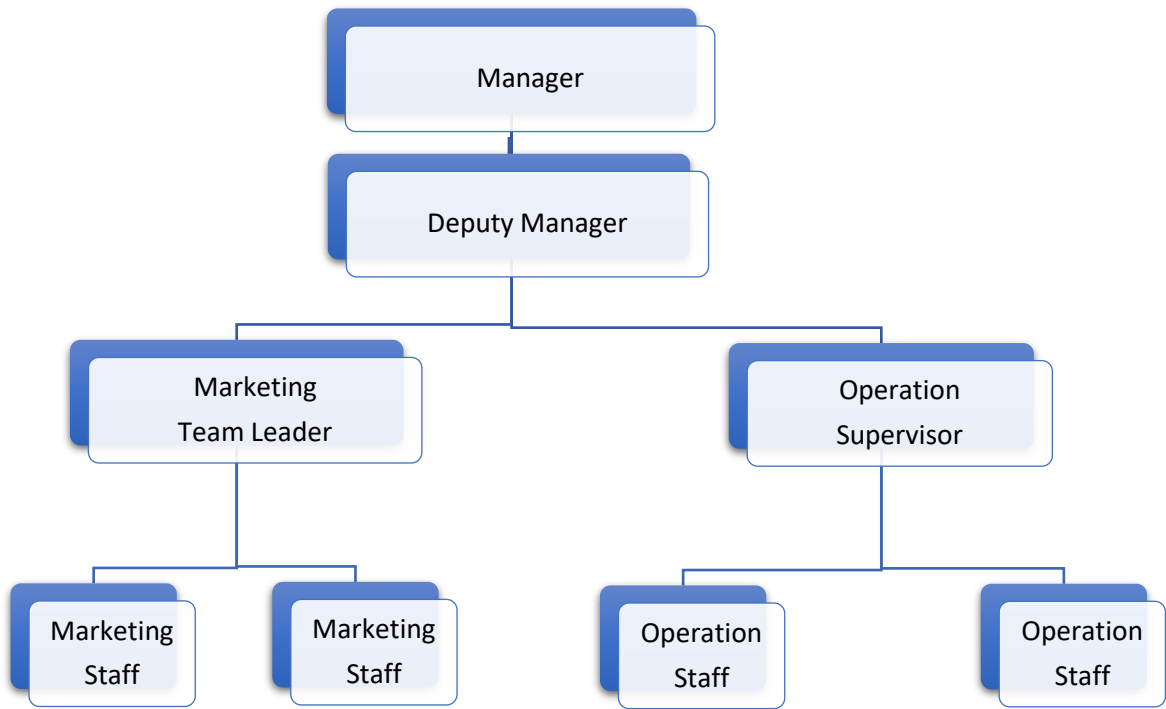 Manager
Deputy Manager
Marketing
Team Leader
Operation
Supervisor
Marketing
Staff
Marketing
Staff
Operation
Staff
Operation
Staff